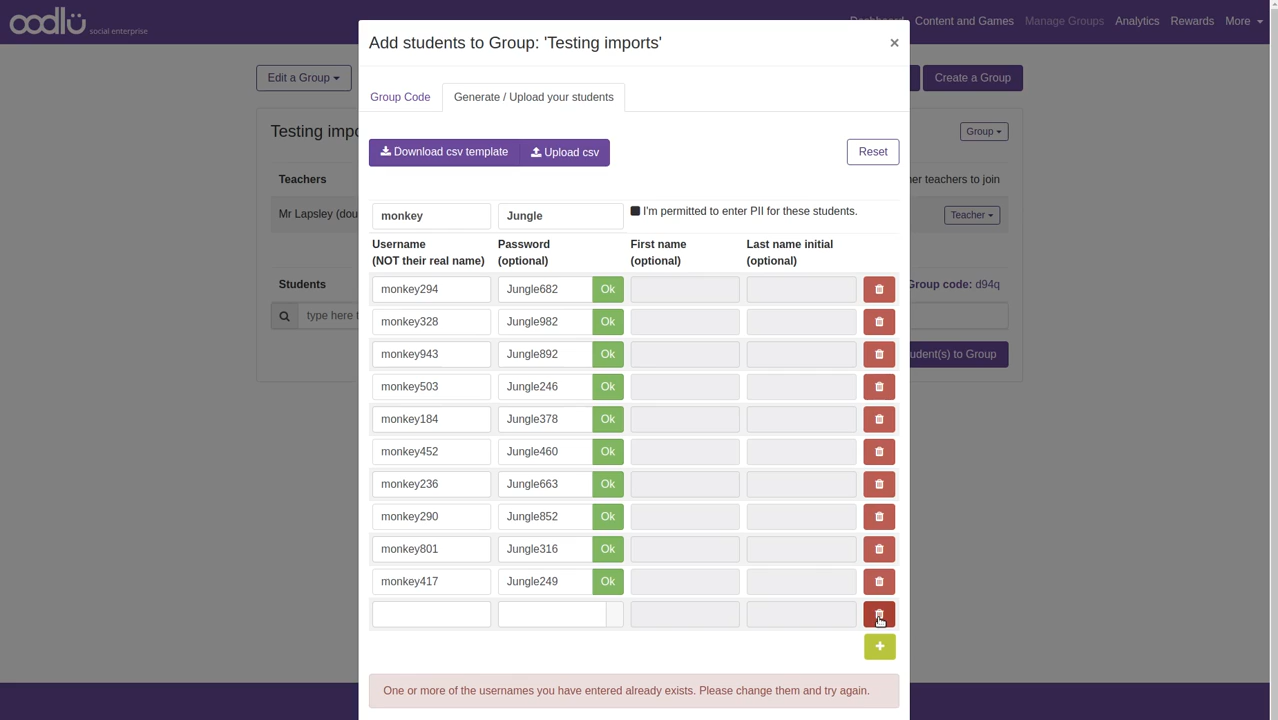 oodlü social enterprise
Dashboard Content and Games Manage Groups Analytics Rewards More
Add students to Group: 'Testing imports' ×
Edit a Group Create a Group
Group Code Generate / Upload your students
Testing Group
Download csv template Upload csv Reset
Teachers her teachers to join
monkey Jungle I'm permitted to enter PII for these students.
Mr Lapsley Teacher
Username Password First name Last name initial
(NOT their real name) (optional) (optional) (optional)
Students Group code: d94q
monkey294 Jungle682 Ok
type here
monkey328 Jungle982 Ok
monkey943 Jungle892 Ok
udent(s) to Group
monkey503 Jungle246 Ok
monkey184 Jungle378 Ok
monkey452 Jungle460 Ok
monkey236 Jungle663 Ok
monkey290 Jungle852 Ok
monkey801 Jungle316 Ok
monkey417 Jungle249 Ok
+
One or more of the usernames you have entered already exists. Please change them and try again.